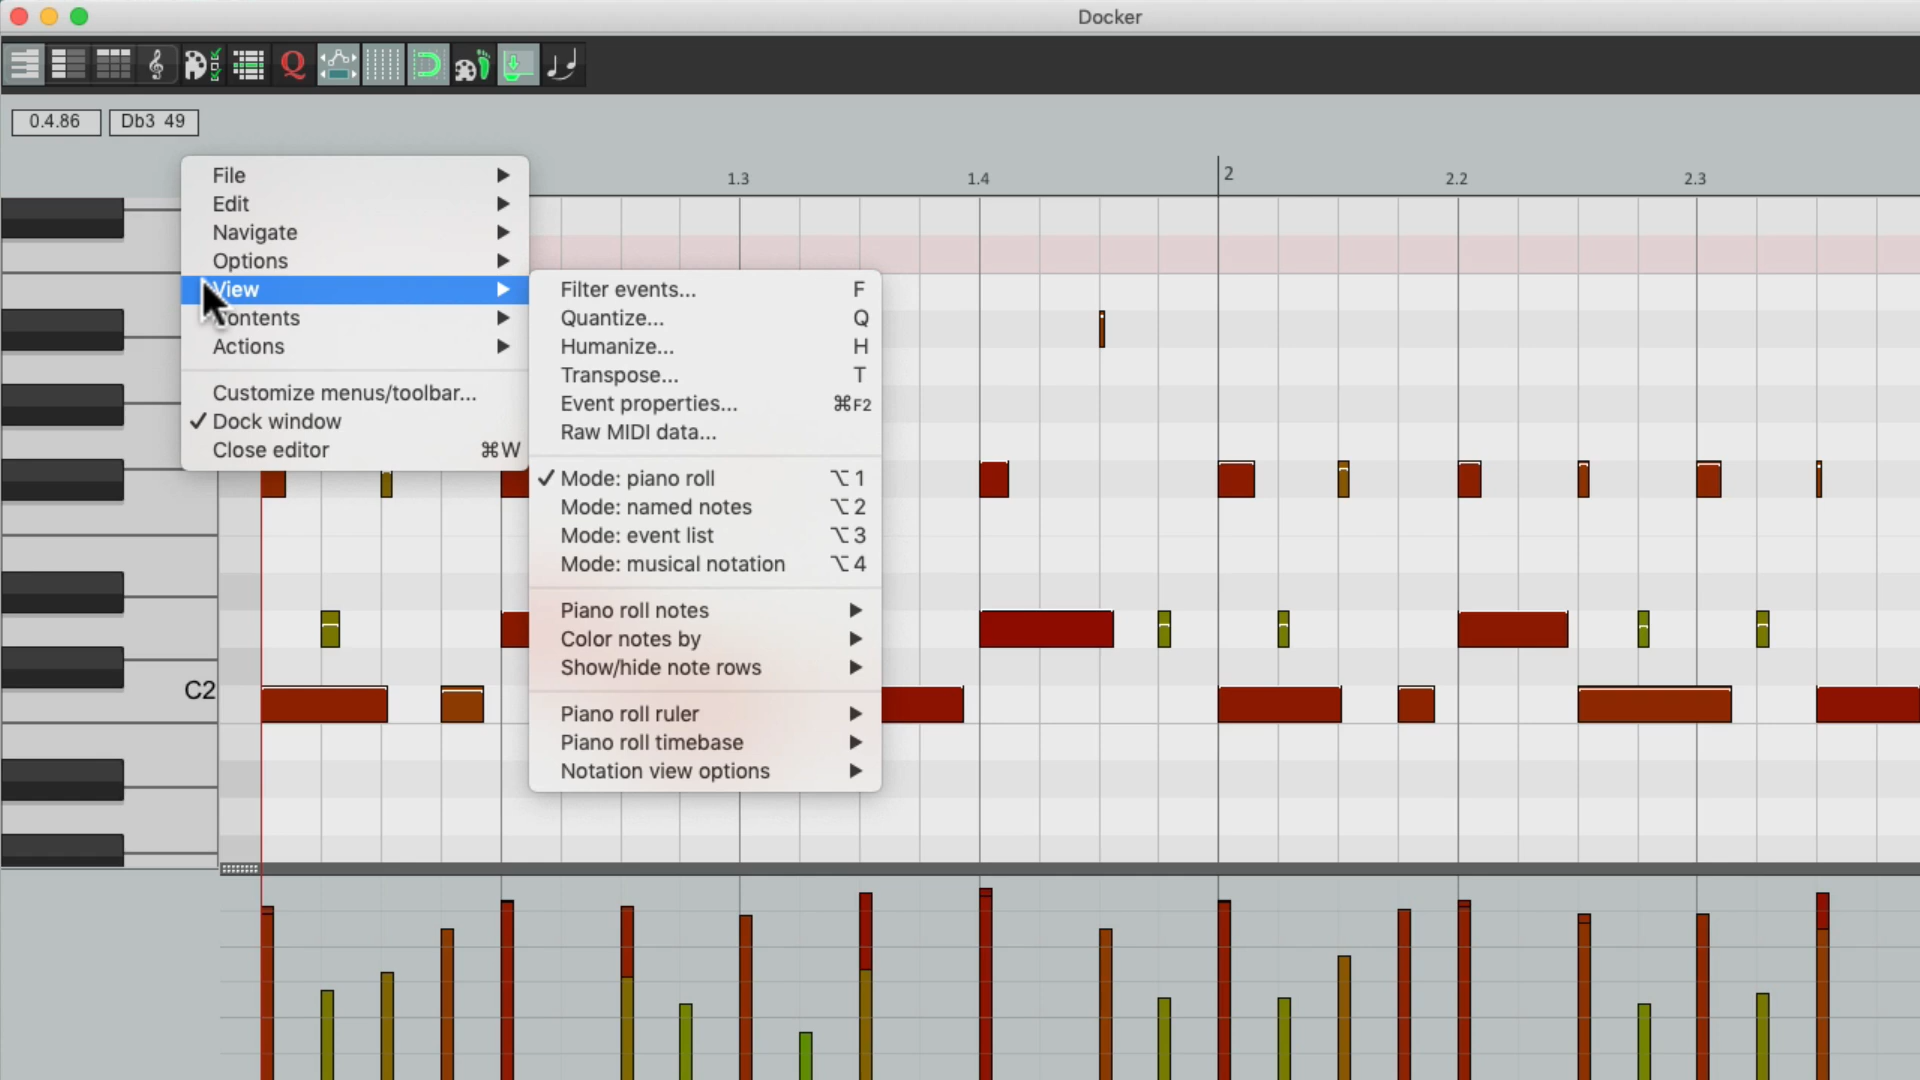 Docker
Q
0.4.86
Db3 49
1.3
1.4
2
2.2
2.3
File
Edit
Navigate
Options
View
Contents
Actions
Customize menus/toolbar...
Dock window
Close editor ⌘W
Filter events... F
Quantize... Q
Humanize... H
Transpose... T
Event properties... ⌘F2
Raw MIDI data...
Mode: piano roll ⌥1
Mode: named notes ⌥2
Mode: event list ⌥3
Mode: musical notation ⌥4
Piano roll notes
Color notes by
Show/hide note rows
Piano roll ruler
Piano roll timebase
Notation view options
C2